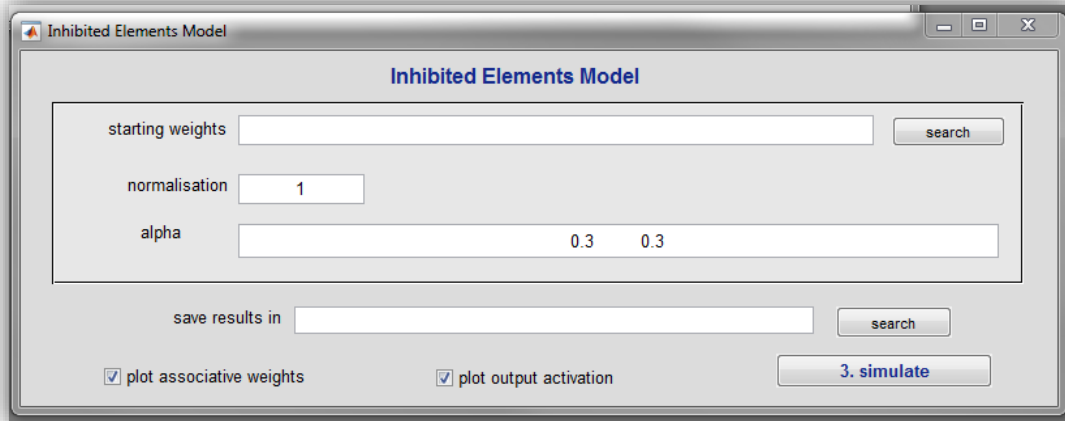 Inhibited Elements Model
Inhibited Elements Model
starting weights search
normalisation 1
alpha 0.3 0.3
save results in search
plot associative weights plot output activation 3. simulate